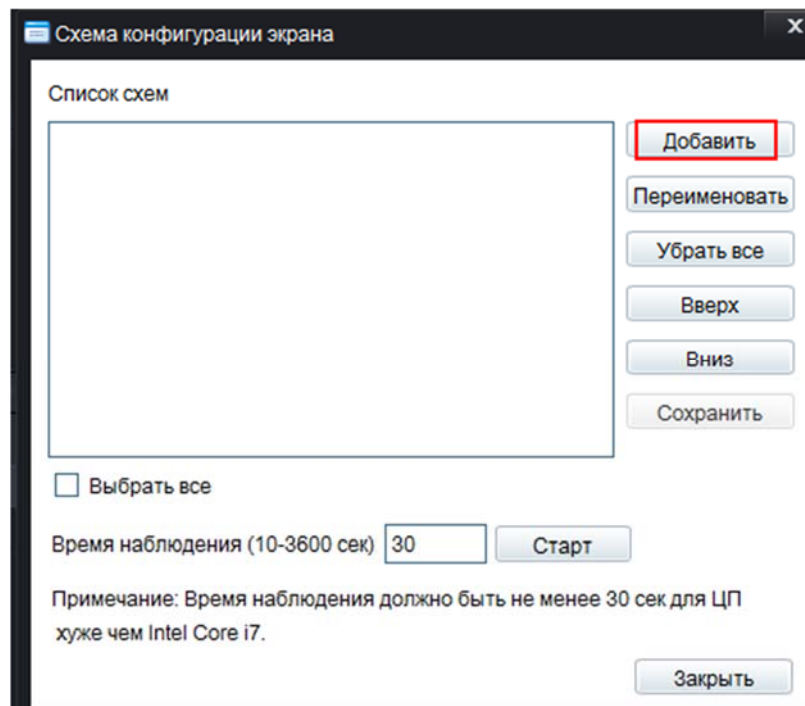 Схема конфигурации экрана
x
Список схем
Добавить
Переименовать
Убрать все
Вверх
Вниз
Сохранить
Выбрать все
Время наблюдения (10-3600 сек) 30 Старт
Примечание: Время наблюдения должно быть не менее 30 сек для ЦП
хуже чем Intel Core i7.
Закрыть